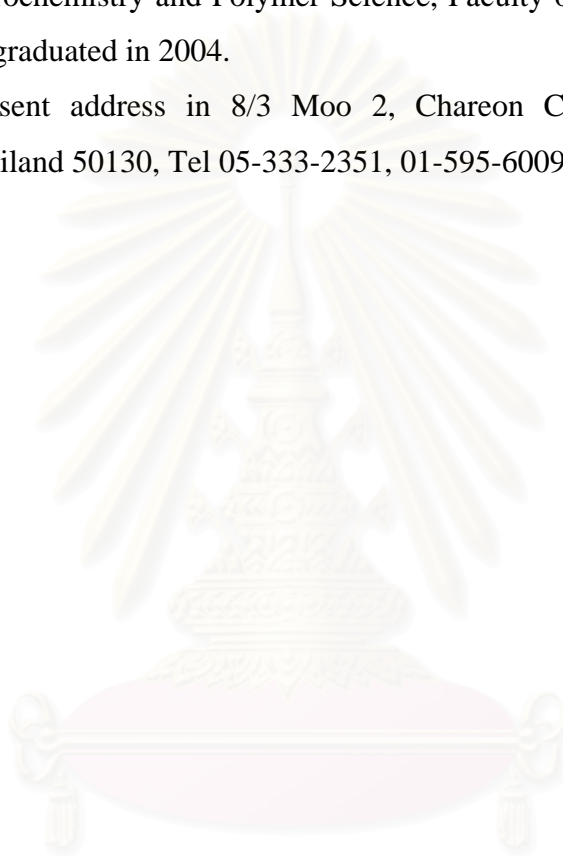 rochemistry and Polymer Science, Faculty o
graduated in 2004.
sent address in 8/3 Moo 2, Chareon C
iland 50130, Tel 05-333-2351, 01-595-6009